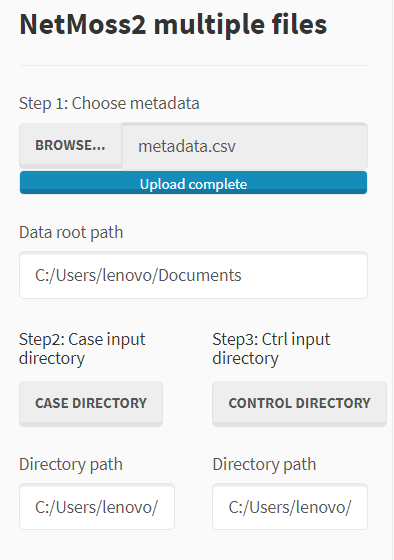 NetMoss2 multiple files
Step 1: Choose metadata
BROWSE... metadata.csv
Upload complete
Data root path
C:/Users/lenovo/Documents
Step2: Case input
directory
Step3: Ctrl input
directory
CASE DIRECTORY
CONTROL DIRECTORY
Directory path
Directory path
C:/Users/lenovo/
C:/Users/lenovo/